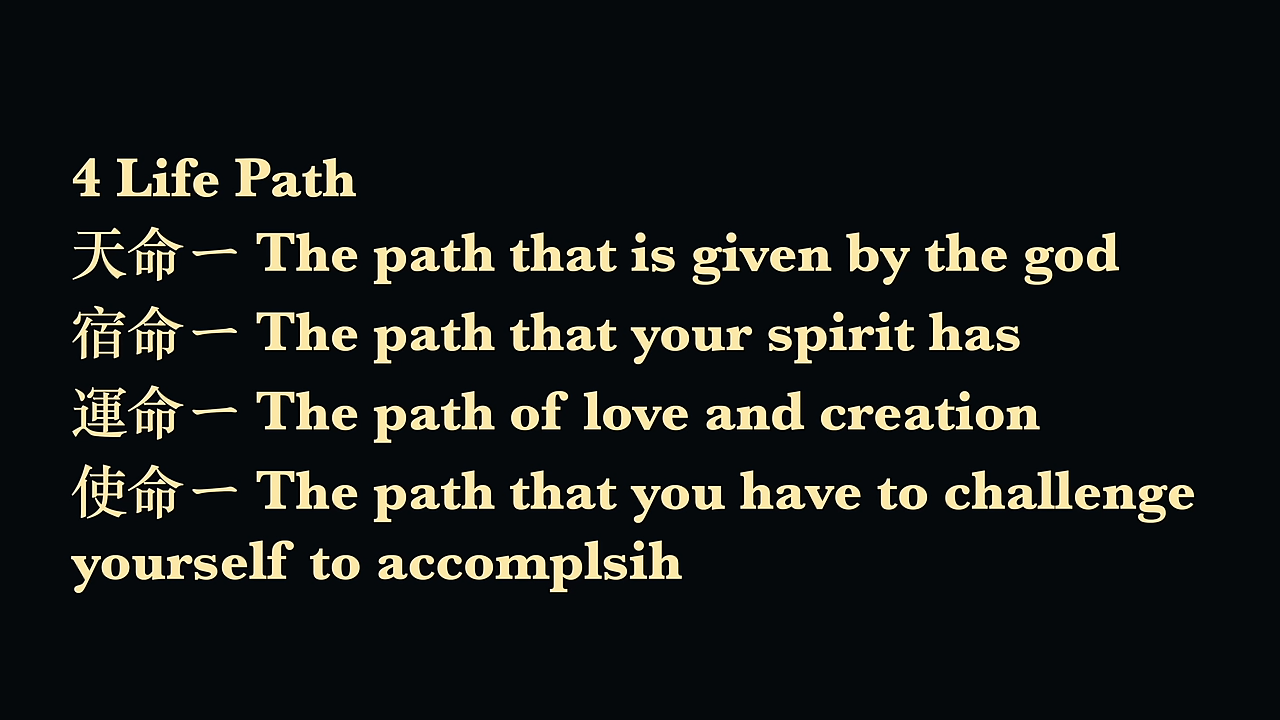 4 Life Path
天命ー The path that is given by the god
宿命ー The path that your spirit has
運命ー The path of love and creation
使命ー The path that you have to challenge
yourself to accomplsih